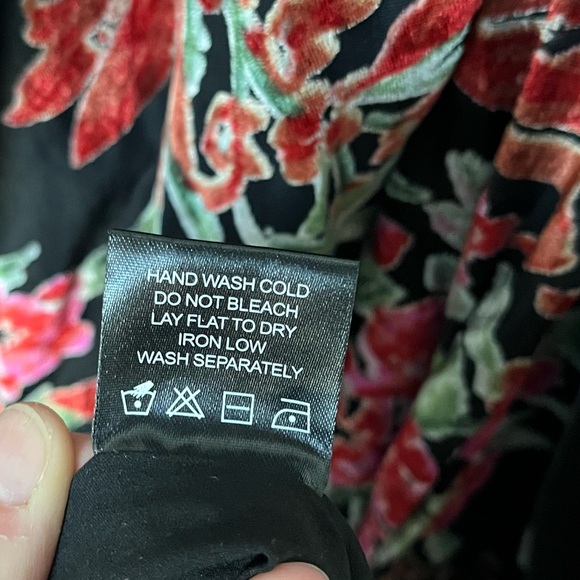 HAND WASH COLD
DO NOT BLEACH
LAY FLAT TO DRY
IRON LOW
WASH SEPARATELY